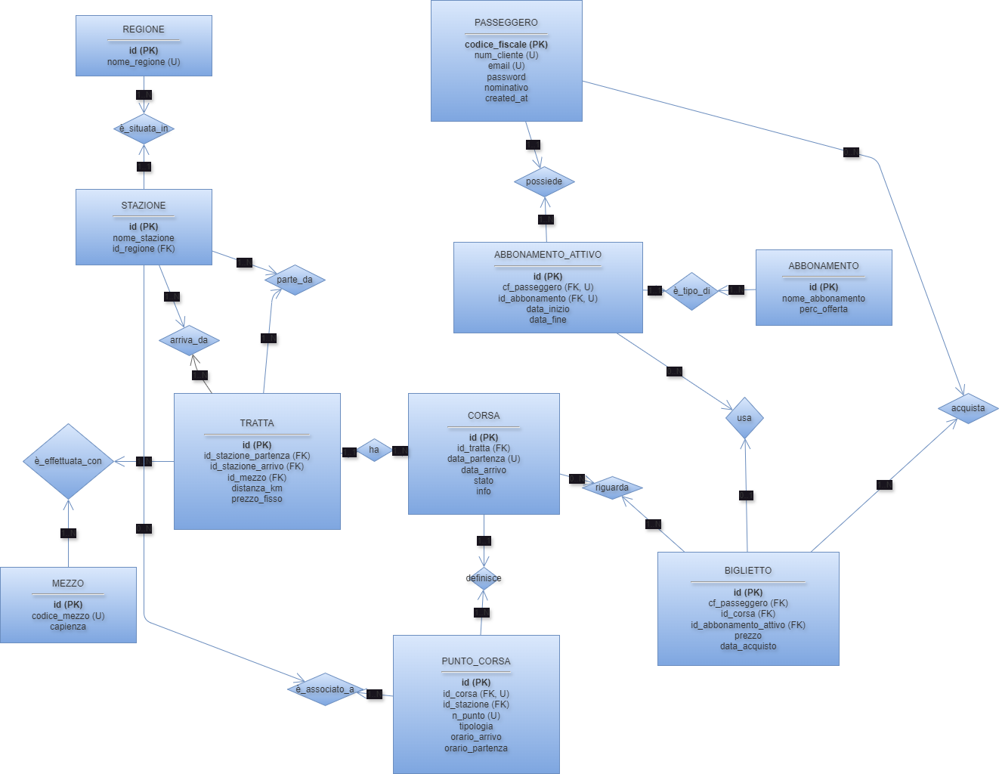 REGIONE
id (PK)
nome_regione (U)
è_situata_in
STAZIONE
id (PK)
nome_stazione
id_regione (FK)
parte_da
arriva_da
PASSEGGERO
codice_fiscale (PK)
num_cliente (U)
email (U)
password
nominativo
created_at
possiede
ABBONAMENTO_ATTIVO
id (PK)
cf_passeggero (FK, U)
id_abbonamento (FK, U)
data_inizio
data_fine
è_tipo_di
ABBONAMENTO
id (PK)
nome_abbonamento
perc_offerta
usa
acquista
TRATTA
id (PK)
id_stazione_partenza (FK)
id_stazione_arrivo (FK)
id_mezzo (FK)
distanza_km
prezzo_fisso
ha
CORSA
id (PK)
id_tratta (FK)
data_partenza (U)
data_arrivo
stato
info
riguarda
è_effettuata_con
MEZZO
id (PK)
codice_mezzo (U)
capienza
definisce
BIGLIETTO
id (PK)
cf_passeggero (FK)
id_corsa (FK)
id_abbonamento_attivo (FK)
prezzo
data_acquisto
è_associato_a
PUNTO_CORSA
id (PK)
id_corsa (FK, U)
id_stazione (FK)
n_punto (U)
tipologia
orario_arrivo
orario_partenza